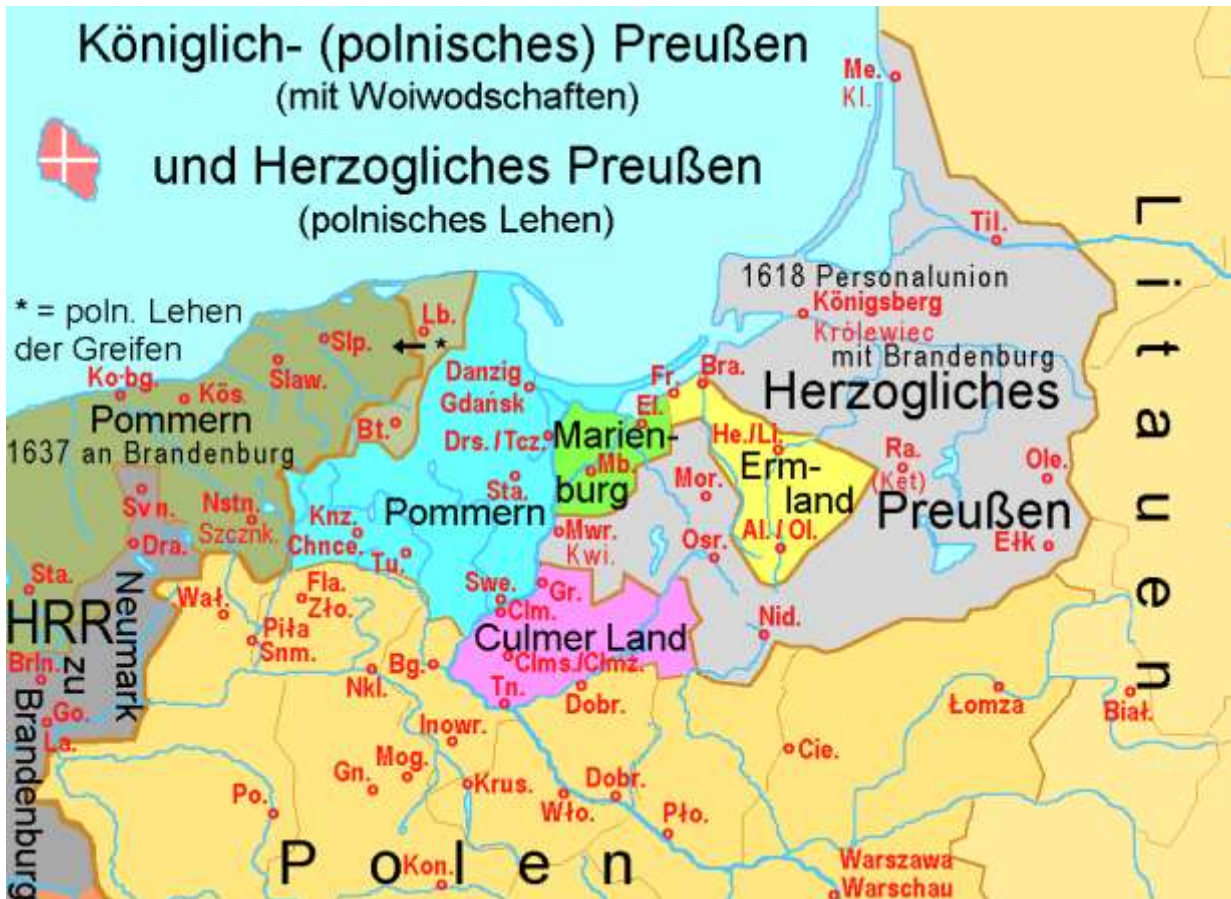 Königlich- (polnisches) Preußen
(mit Woiwodschaften)
und Herzogliches Preußen
(polnisches Lehen)
Me.
Kl.
Litauen
Til.
1618 Personalunion
* = poln. Lehen
der Greifen
Lb.
Königsberg
Królewiec
Slp.
*
mit Brandenburg
Slaw.
Ko·bg.
Kös.
Danzig
Gdańsk
Fr.
Bra.
Herzogliches
Preußen
Pommern
1637 an Brandenburg
Bt.
Drs./Tcz.
El.
Marien-
burg
Mb.
He./Li.
Erm-
land
Ra.
(Kęt)
Ole.
Svn.
Nstn.
Szcznk.
Sta.
Mor.
Knz.
Chnce.
Pommern
Mwr.
Kwi.
Al./Ol.
Osr.
Ełk
Dra.
Tu.
Sta.
HRR
zu
Brandenburg
Neumark
Wał.
Fla.
Zło.
Swe.
Gr.
Clm.
Piła
Snm.
Culmer Land
Nid.
Brln.
Bg.
Clms./Clmż.
Nkl.
Tn.
Dobr.
Łomza
Biał.
Go.
La.
Inowr.
Cie.
Mog.
Gn.
Krus.
Dobr.
Po.
Wło.
Pło.
Polen
Kon.
Warszawa
Warschau